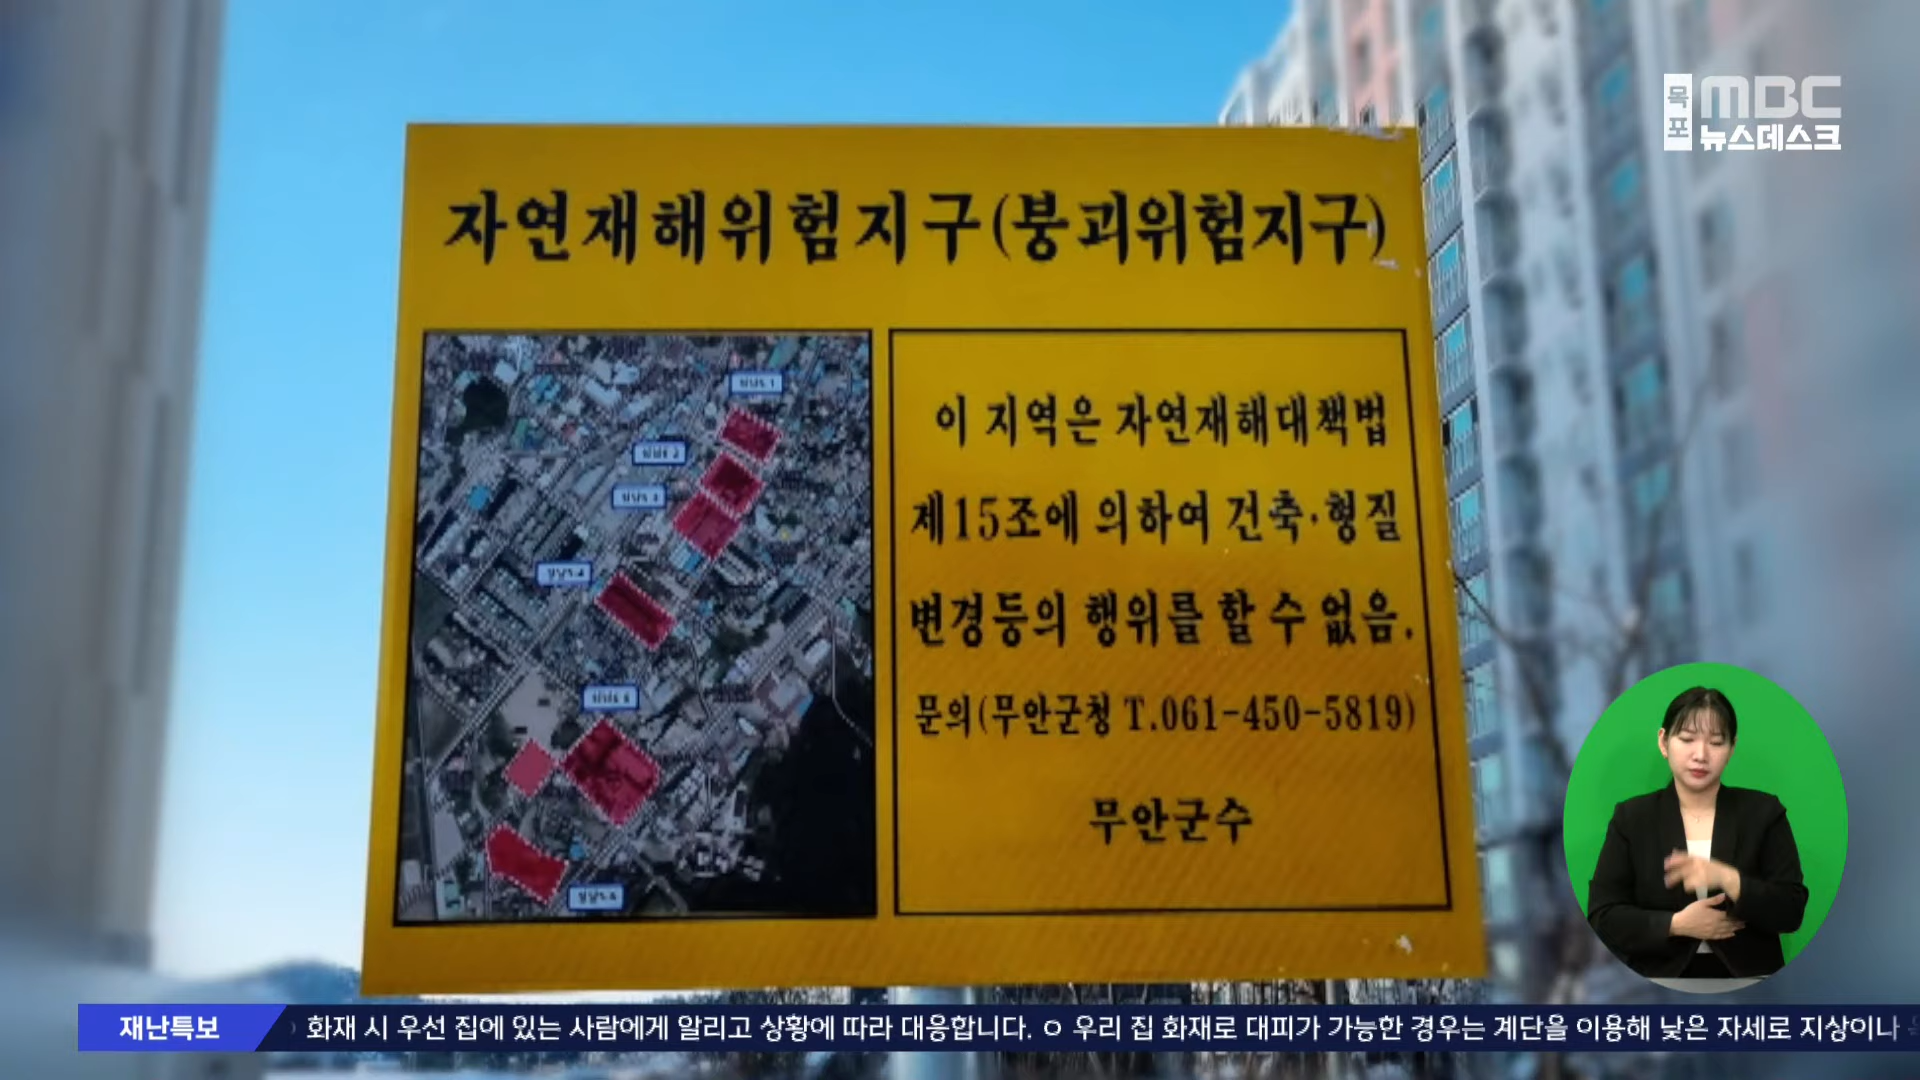 목포
MBC
뉴스데스크
자연재해위험지구(붕괴위험지구)
이 지역은 자연재해대책법
제15조에 의하여 건축·형질
변경등의 행위를 할 수 없음.
문의(무안군청 T.061-450-5819)
무안군수
재난특보
화재 시 우선 집에 있는 사람에게 알리고 상황에 따라 대응합니다. ㅇ 우리 집 화재로 대피가 가능한 경우는 계단을 이용해 낮은 자세로 지상이나